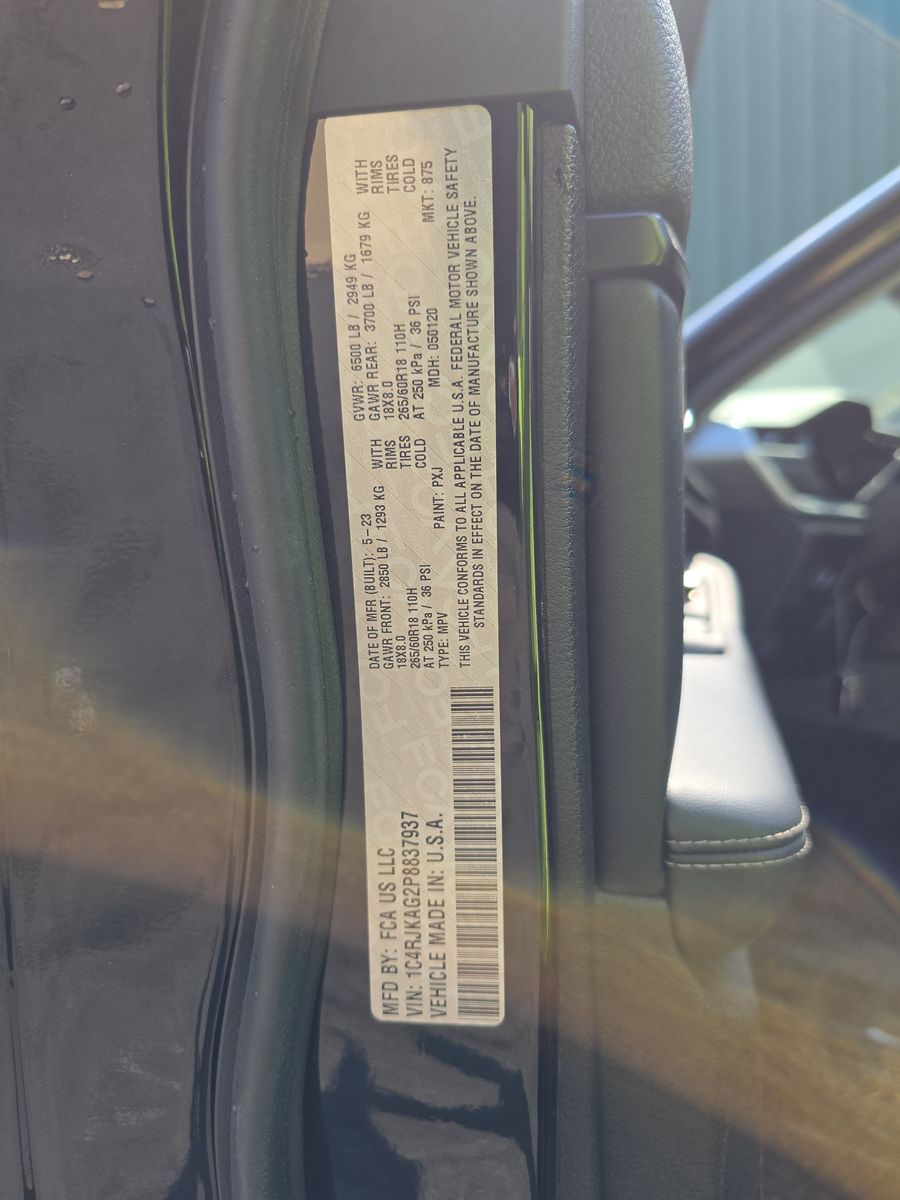 MFD BY: FCA US LLC
VIN: 1C4RJKAG2P8837937
VEHICLE MADE IN: U.S.A.
DATE OF MFR (BUILT): 5-23
GAWR FRONT: 2850 LB / 1293 KG WITH
18X8.0 RIMS
265/60R18 110H TIRES
AT 250 kPa / 36 PSI COLD
TYPE: MPV PAINT: PXJ
GVWR: 6500 LB / 2949 KG
GAWR REAR: 3700 LB / 1679 KG WITH
18X8.0 RIMS
265/60R18 110H TIRES
AT 250 kPa / 36 PSI COLD
MDH: 050120 MKT: 875
THIS VEHICLE CONFORMS TO ALL APPLICABLE U.S.A. FEDERAL MOTOR VEHICLE SAFETY
STANDARDS IN EFFECT ON THE DATE OF MANUFACTURE SHOWN ABOVE.